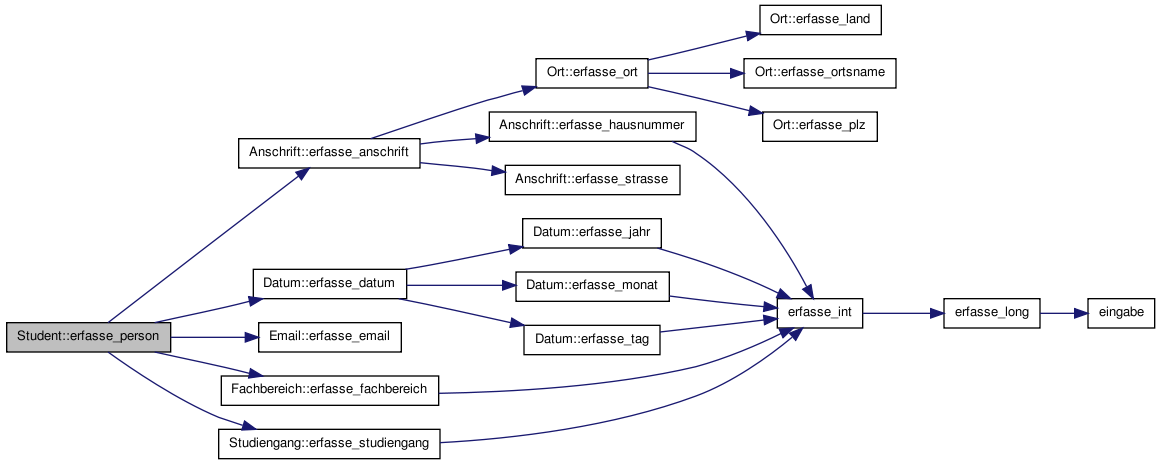 Ort::erfasse_land
Ort::erfasse_ort
Ort::erfasse_ortsname
Anschrift::erfasse_hausnummer
Ort::erfasse_plz
Anschrift::erfasse_anschrift
Anschrift::erfasse_strasse
Datum::erfasse_jahr
Datum::erfasse_datum
Datum::erfasse_monat
erfasse_int
erfasse_long
eingabe
Student::erfasse_person
Email::erfasse_email
Datum::erfasse_tag
Fachbereich::erfasse_fachbereich
Studiengang::erfasse_studiengang